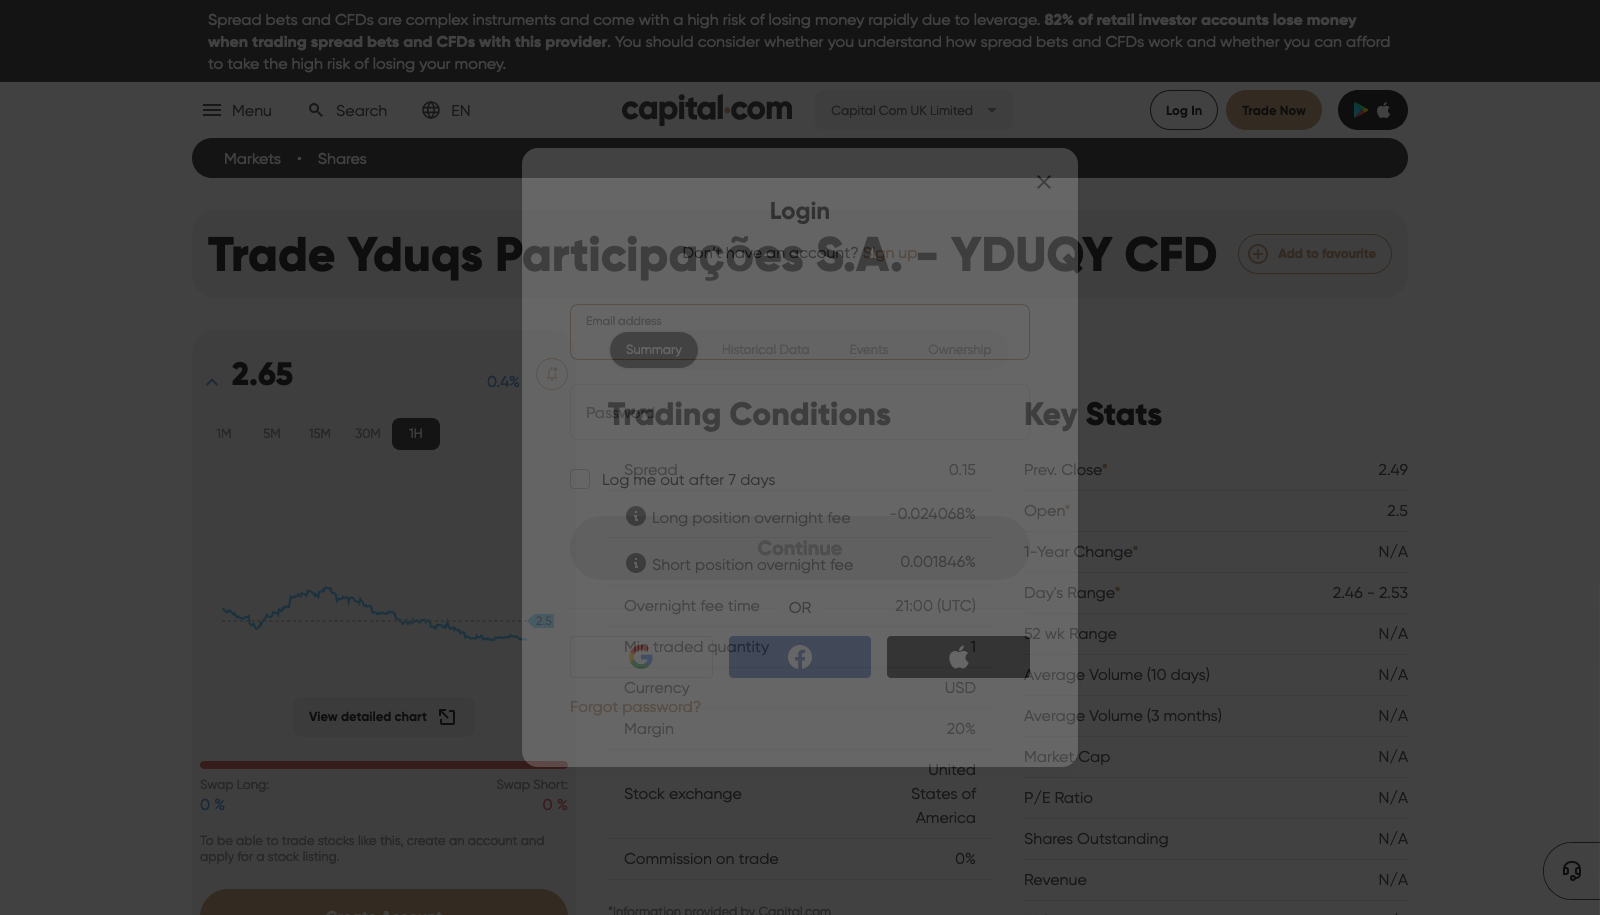 Spread bets and CFDs are complex instruments and come with a high risk of losing money rapidly due to leverage. 82% of retail investor accounts lose money
when trading spread bets and CFDs with this provider. You should consider whether you understand how spread bets and CFDs work and whether you can afford
to take the high risk of losing your money.
Menu
Search
EN
capital.com
Capital Com UK Limited
Log In
Trade Now
Markets • Shares
Login
Trade Yduqs Participações S.A. - YDUQY CFD
Add to favourite
Don't have an account? Sign up
Email address
Summary
Historical Data
Events
Ownership
2.65
0.4%
1M
5M
15M
30M
1H
2.5
View detailed chart
Swap Long:
Swap Short:
0 %
0 %
To be able to trade stocks like this, create an account and
apply for a stock listing.
Password
Trading Conditions
Spread 0.15
Log me out after 7 days
Long position overnight fee -0.024068%
Continue
Short position overnight fee 0.001846%
Overnight fee time 21:00 (UTC)
OR
Min traded quantity 1
Currency USD
Forgot password?
Margin 20%
Stock exchange
United
States of
America
Commission on trade 0%
*Information provided by Capital.com
Key Stats
Prev. Close* 2.49
Open* 2.5
1-Year Change* N/A
Day's Range* 2.46 - 2.53
52 wk Range N/A
Average Volume (10 days) N/A
Average Volume (3 months) N/A
Market Cap N/A
P/E Ratio N/A
Shares Outstanding N/A
Revenue N/A